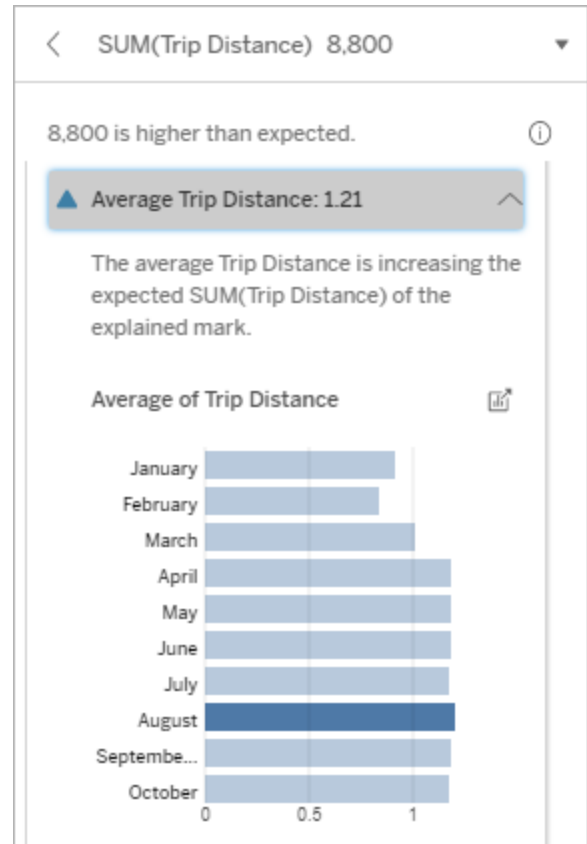 SUM(Trip Distance) 8,800
8,800 is higher than expected.
Average Trip Distance: 1.21
The average Trip Distance is increasing the
expected SUM(Trip Distance) of the
explained mark.
Average of Trip Distance
January
February
March
April
May
June
July
August
Septembe...
October
0 0.5 1